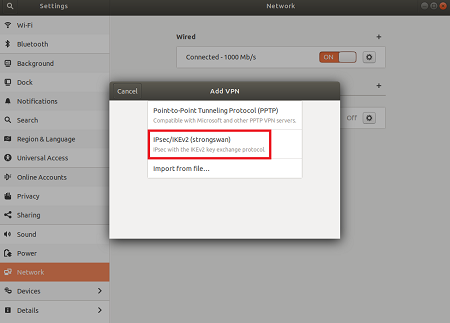 Settings
Network
Wi-Fi
Bluetooth
Background
Dock
Notifications
Search
Region & Language
Universal Access
Online Accounts
Privacy
Sharing
Sound
Power
Network
Devices
Details
Wired
+
Connected - 1000 Mb/s
ON
+
Off
Cancel
Add VPN
Point-to-Point Tunneling Protocol (PPTP)
Compatible with Microsoft and other PPTP VPN servers.
IPsec/IKEv2 (strongswan)
IPsec with the IKEv2 key exchange protocol.
Import from file…